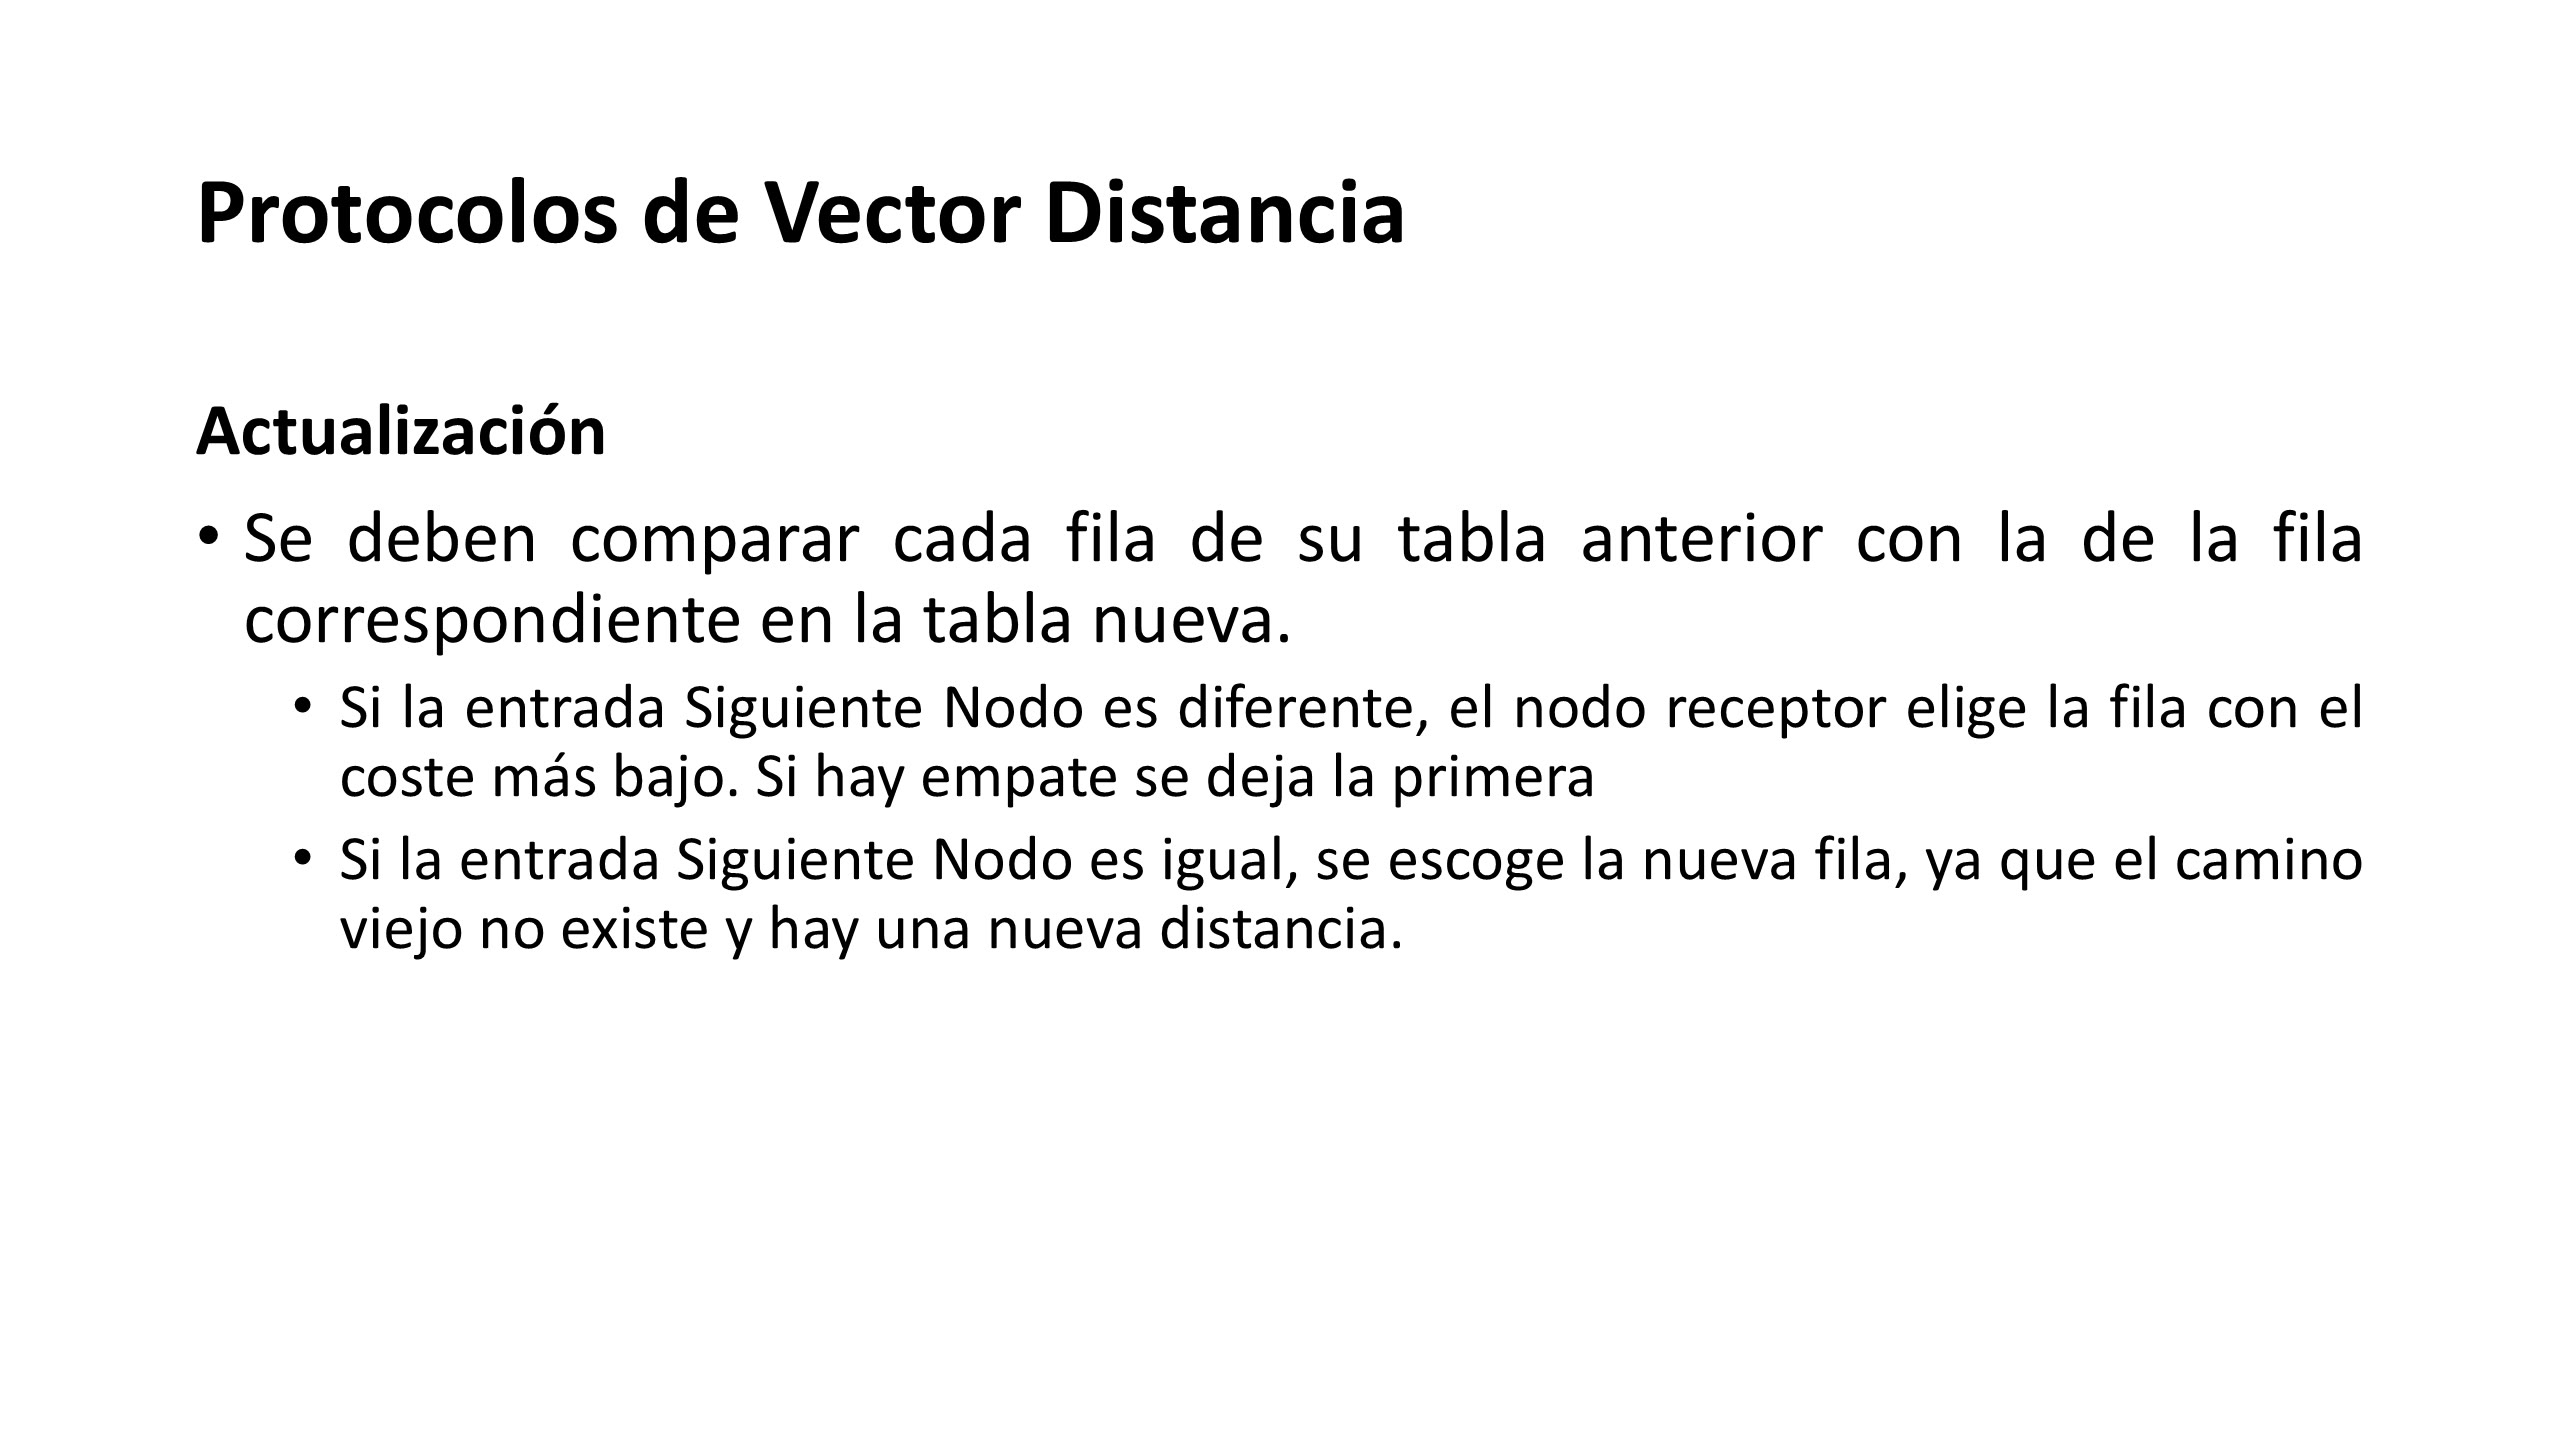 Protocolos de Vector Distancia
Actualización
• Se deben comparar cada fila de su tabla anterior con la de la fila
correspondiente en la tabla nueva.
• Si la entrada Siguiente Nodo es diferente, el nodo receptor elige la fila con el
coste más bajo. Si hay empate se deja la primera
• Si la entrada Siguiente Nodo es igual, se escoge la nueva fila, ya que el camino
viejo no existe y hay una nueva distancia.